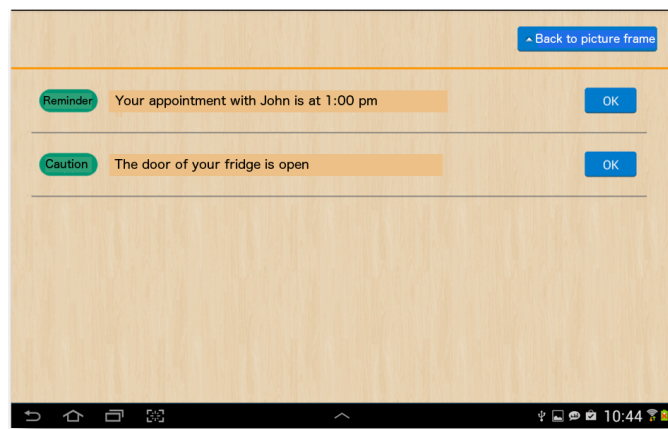 Back to picture frame
Reminder Your appointment with John is at 1:00 pm OK
Caution The door of your fridge is open OK
10:44